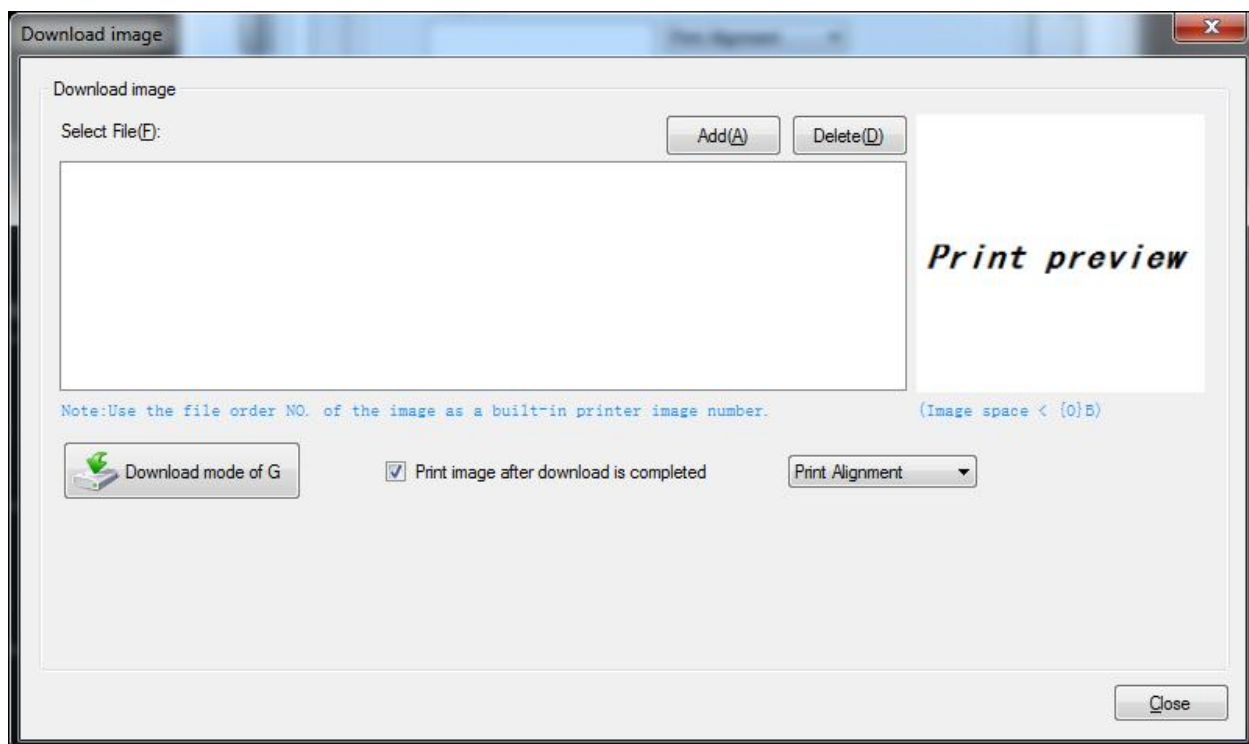 Download image
Download image
Select File(F):
Add(A)
Delete(D)
Print preview
Note:Use the file order NO. of the image as a built-in printer image number.
(Image space < {0}B)
Download mode of G
Print image after download is completed
Print Alignment
Close